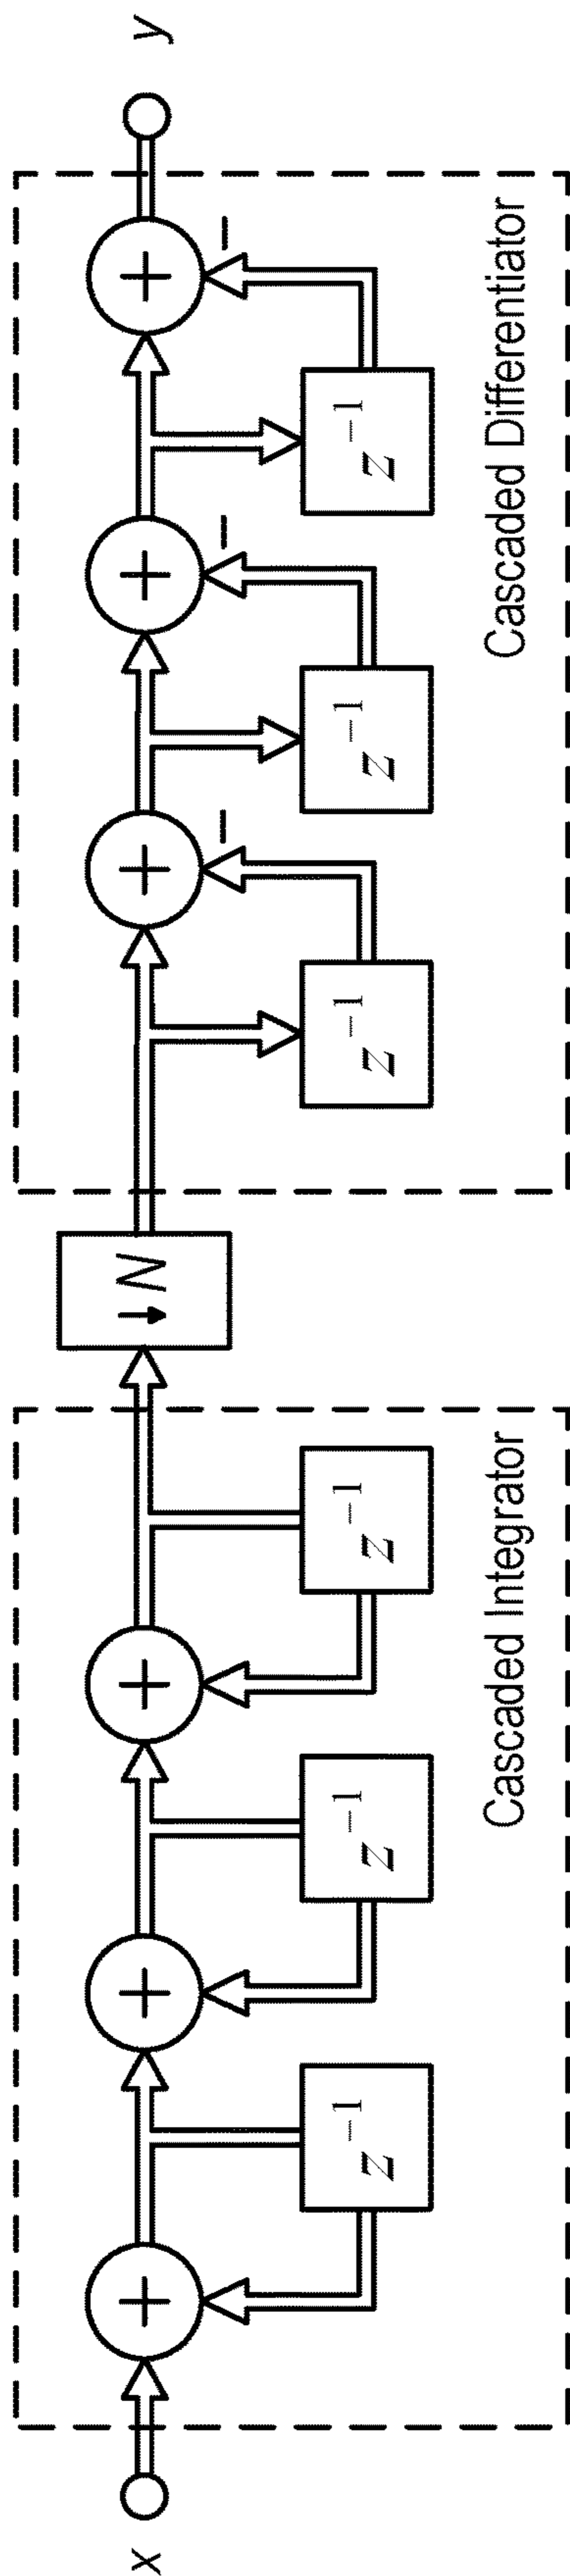 x
+
z⁻¹
+
z⁻¹
+
z⁻¹
Cascaded Integrator
↓N
+
−
z⁻¹
+
−
z⁻¹
+
−
z⁻¹
Cascaded Differentiator
y